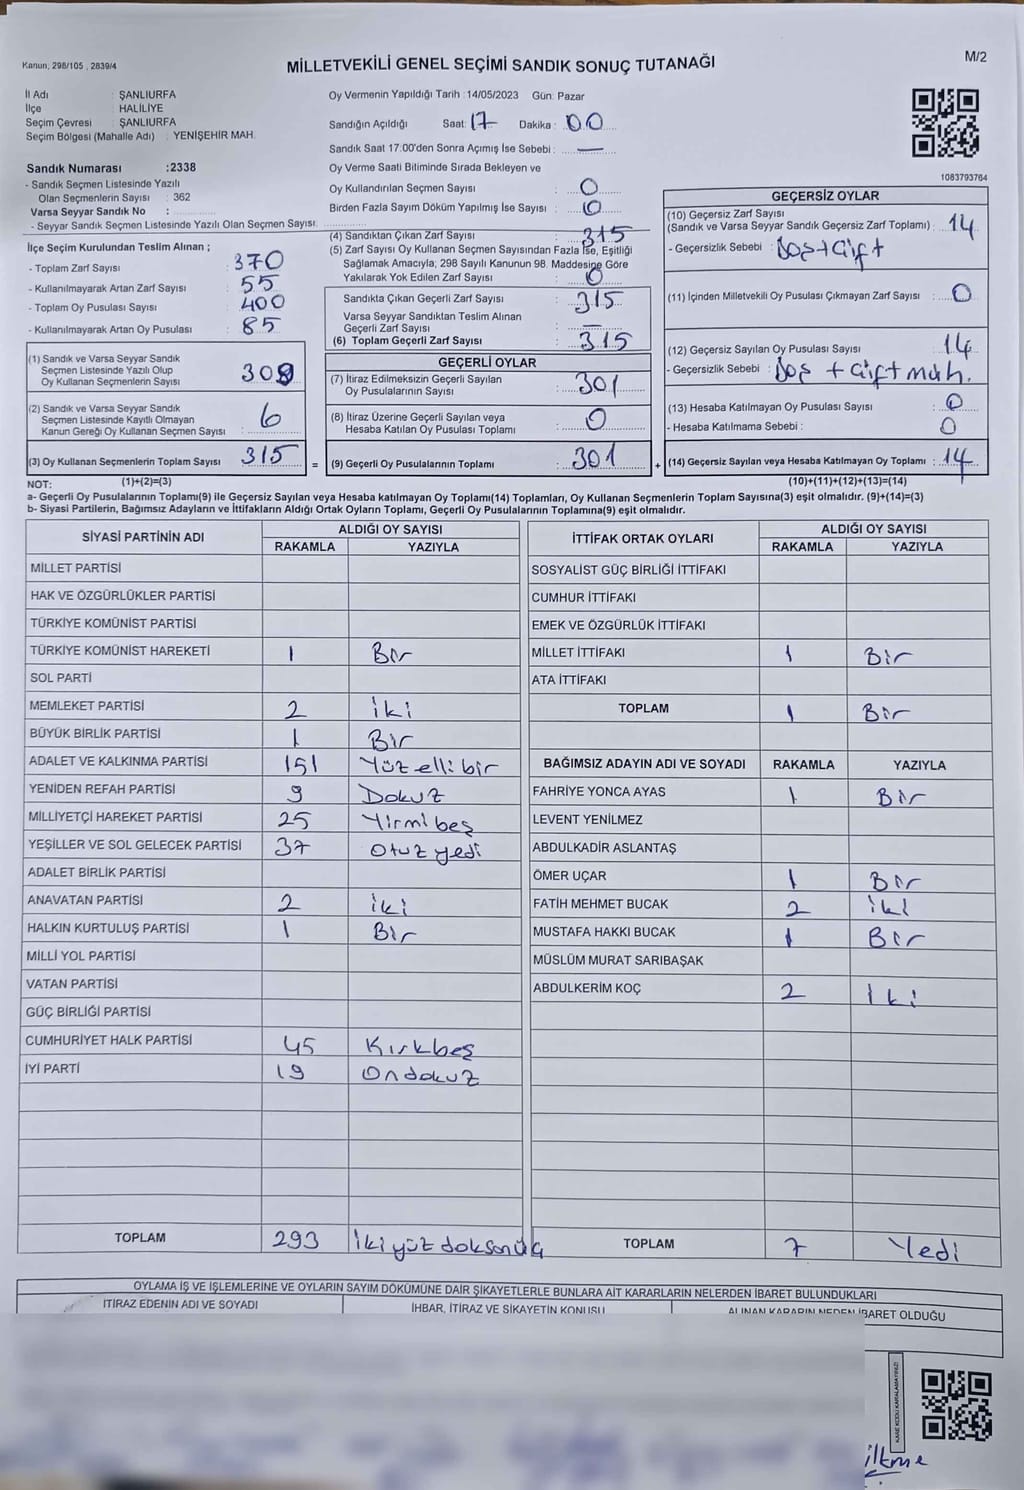 Kanun; 298/105 , 2839/4
MİLLETVEKİLİ GENEL SEÇİMİ SANDIK SONUÇ TUTANAĞI
M/2
İl Adı : ŞANLIURFA
İlçe : HALİLİYE
Seçim Çevresi : ŞANLIURFA
Seçim Bölgesi (Mahalle Adı) : YENİŞEHİR MAH.
Sandık Numarası :2338
- Sandık Seçmen Listesinde Yazılı
Olan Seçmenlerin Sayısı : 362
Varsa Seyyar Sandık No :
- Seyyar Sandık Seçmen Listesinde Yazılı Olan Seçmen Sayısı:
Oy Vermenin Yapıldığı Tarih :14/05/2023 Gün: Pazar
Sandığın Açıldığı Saat: 17 Dakika : 00
Sandık Saat 17:00'den Sonra Açımış İse Sebebi : —
Oy Verme Saati Bitiminde Sırada Bekleyen ve
Oy Kullandırılan Seçmen Sayısı : 0
Birden Fazla Sayım Döküm Yapılmış İse Sayısı : 0
1083793764
İlçe Seçim Kurulundan Teslim Alınan ;
- Toplam Zarf Sayısı : 370
- Kullanılmayarak Artan Zarf Sayısı : 55
- Toplam Oy Pusulası Sayısı : 400
- Kullanılmayarak Artan Oy Pusulası : 85
(4) Sandıktan Çıkan Zarf Sayısı : 315
(5) Zarf Sayısı Oy Kullanan Seçmen Sayısından Fazla İse, Eşitliği
Sağlamak Amacıyla; 298 Sayılı Kanunun 98. Maddesine Göre
Yakılarak Yok Edilen Zarf Sayısı : 0
Sandıkta Çıkan Geçerli Zarf Sayısı : 315
Varsa Seyyar Sandıktan Teslim Alınan
Geçerli Zarf Sayısı : —
(6) Toplam Geçerli Zarf Sayısı : 315
GEÇERSİZ OYLAR
(10) Geçersiz Zarf Sayısı
(Sandık ve Varsa Seyyar Sandık Geçersiz Zarf Toplamı) : 14
- Geçersizlik Sebebi : Boş+Çift
(11) İçinden Milletvekili Oy Pusulası Çıkmayan Zarf Sayısı : 0
(12) Geçersiz Sayılan Oy Pusulası Sayısı : 14
- Geçersizlik Sebebi : Boş + Çift müh.
(13) Hesaba Katılmayan Oy Pusulası Sayısı : 0
- Hesaba Katılmama Sebebi : 0
(14) Geçersiz Sayılan veya Hesaba Katılmayan Oy Toplamı : 14
(10)+(11)+(12)+(13)=(14)
(1) Sandık ve Varsa Seyyar Sandık
Seçmen Listesinde Yazılı Olup
Oy Kullanan Seçmenlerin Sayısı
(2) Sandık ve Varsa Seyyar Sandık
Seçmen Listesinde Kayıtlı Olmayan
Kanun Gereği Oy Kullanan Seçmen Sayısı : 6
(3) Oy Kullanan Seçmenlerin Toplam Sayısı 315 =
(1)+(2)=(3)
GEÇERLİ OYLAR
(7) İtiraz Edilmeksizin Geçerli Sayılan
Oy Pusulalarının Sayısı : 301
(8) İtiraz Üzerine Geçerli Sayılan veya
Hesaba Katılan Oy Pusulası Toplamı : 0
(9) Geçerli Oy Pusulalarının Toplamı : 301 +
NOT:
a- Geçerli Oy Pusulalarının Toplamı(9) ile Geçersiz Sayılan veya Hesaba katılmayan Oy Toplamı(14) Toplamları, Oy Kullanan Seçmenlerin Toplam Sayısına(3) eşit olmalıdır. (9)+(14)=(3)
b- Siyasi Partilerin, Bağımsız Adayların ve İttifakların Aldığı Ortak Oyların Toplamı, Geçerli Oy Pusulalarının Toplamına(9) eşit olmalıdır.
SİYASİ PARTİNİN ADI ALDIĞI OY SAYISI
RAKAMLA YAZIYLA
MİLLET PARTİSİ
HAK VE ÖZGÜRLÜKLER PARTİSİ
TÜRKİYE KOMÜNİST PARTİSİ
TÜRKİYE KOMÜNİST HAREKETİ 1 Bir
SOL PARTİ
MEMLEKET PARTİSİ 2 iki
BÜYÜK BİRLİK PARTİSİ 1 Bir
ADALET VE KALKINMA PARTİSİ 151 Yüz elli bir
YENİDEN REFAH PARTİSİ 9 Dokuz
MİLLİYETÇİ HAREKET PARTİSİ 25 Yirmi beş
YEŞİLLER VE SOL GELECEK PARTİSİ 37 Otuz yedi
ADALET BİRLİK PARTİSİ
ANAVATAN PARTİSİ 2 iki
HALKIN KURTULUŞ PARTİSİ 1 Bir
MİLLİ YOL PARTİSİ
VATAN PARTİSİ
GÜÇ BİRLİĞİ PARTİSİ
CUMHURİYET HALK PARTİSİ 45 Kırkbeş
İYİ PARTİ 19 Ondokuz
TOPLAM 293 İki yüz doksan üç
İTTİFAK ORTAK OYLARI ALDIĞI OY SAYISI
RAKAMLA YAZIYLA
SOSYALİST GÜÇ BİRLİĞİ İTTİFAKI
CUMHUR İTTİFAKI
EMEK VE ÖZGÜRLÜK İTTİFAKI
MİLLET İTTİFAKI 1 Bir
ATA İTTİFAKI
TOPLAM 1 Bir
BAĞIMSIZ ADAYIN ADI VE SOYADI RAKAMLA YAZIYLA
FAHRİYE YONCA AYAS 1 Bir
LEVENT YENİLMEZ
ABDULKADİR ASLANTAŞ
ÖMER UÇAR 1 Bir
FATİH MEHMET BUCAK 2 iki
MUSTAFA HAKKI BUCAK 1 Bir
MÜSLÜM MURAT SARIBAŞAK
ABDULKERİM KOÇ 2 İki
TOPLAM 7 Yedi
OYLAMA İŞ VE İŞLEMLERİNE VE OYLARIN SAYIM DÖKÜMÜNE DAİR ŞİKAYETLERLE BUNLARA AİT KARARLARIN NELERDEN İBARET BULUNDUKLARI
İTİRAZ EDENİN ADI VE SOYADI İHBAR, İTİRAZ VE ŞİKAYETİN KONUSU ALINAN KARARIN NEDEN İBARET OLDUĞU